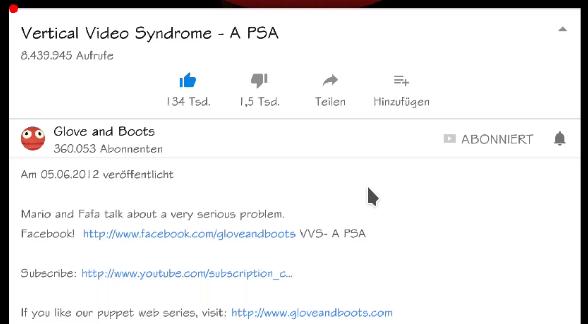 Vertical Video Syndrome - A PSA
8.439.945 Aufrufe
134 Tsd.
1,5 Tsd.
Teilen
Hinzufügen
Glove and Boots
360.053 Abonnenten
ABONNIERT
Am 05.06.2012 veröffentlicht
Mario and Fafa talk about a very serious problem.
Facebook! http://www.facebook.com/gloveandboots VVS- A PSA
Subscribe: http://www.youtube.com/subscription_c...
If you like our puppet web series, visit: http://www.gloveandboots.com